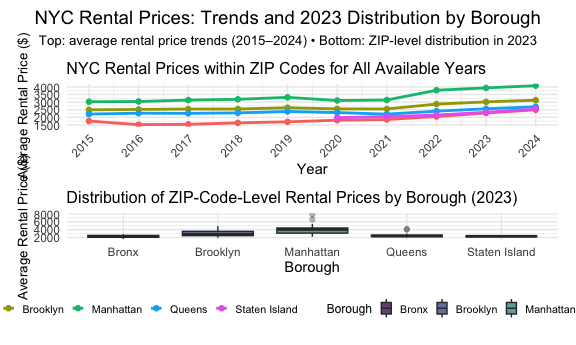 NYC Rental Prices: Trends and 2023 Distribution by Borough
Top: average rental price trends (2015–2024) • Bottom: ZIP-level distribution in 2023
NYC Rental Prices within ZIP Codes for All Available Years
Average Rental Price ($)
4000
3500
3000
2500
2000
1500
2015
2016
2017
2018
2019
2020
2021
2022
2023
2024
Year
Distribution of ZIP-Code-Level Rental Prices by Borough (2023)
Average Rental Price ($)
8000
6000
4000
2000
Bronx
Brooklyn
Manhattan
Queens
Staten Island
Borough
Brooklyn
Manhattan
Queens
Staten Island
Borough
Bronx
Brooklyn
Manhattan